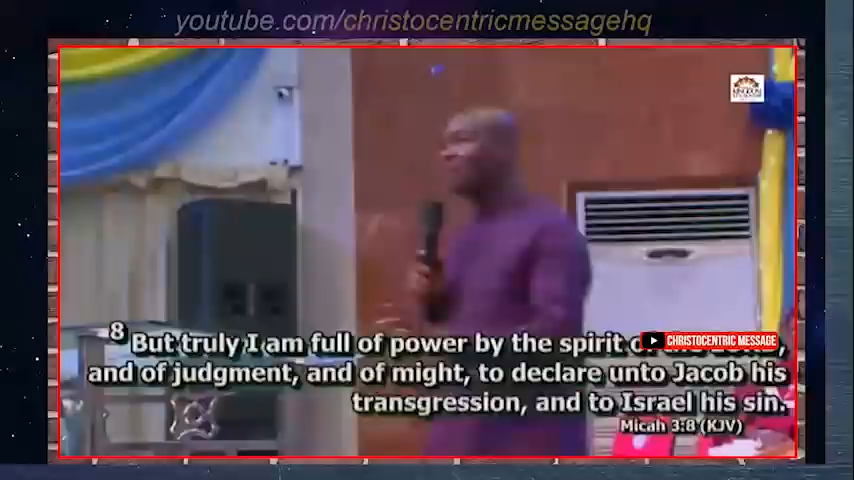 youtube.com/christocentricmessagehq
KINGDOM
8 But truly I am full of power by the spirit
CHRISTOCENTRIC MESSAGE
and of judgment, and of might, to declare unto Jacob his
transgression, and to Israel his sin.
Micah 3:8 (KJV)